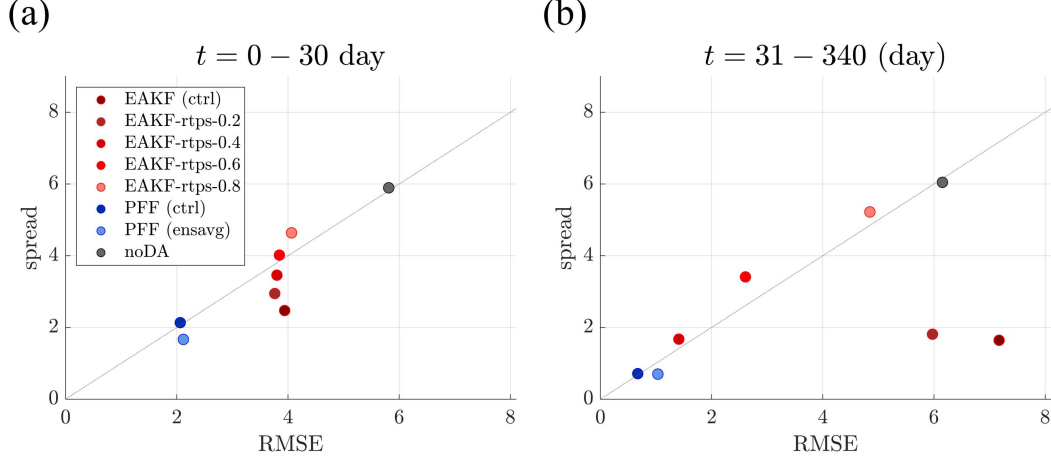 (a)
t = 0 − 30 day
8
6
4
2
0
0 2 4 6 8
spread
RMSE
EAKF (ctrl)
EAKF-rtps-0.2
EAKF-rtps-0.4
EAKF-rtps-0.6
EAKF-rtps-0.8
PFF (ctrl)
PFF (ensavg)
noDA
(b)
t = 31 − 340 (day)
8
6
4
2
0
0 2 4 6 8
spread
RMSE